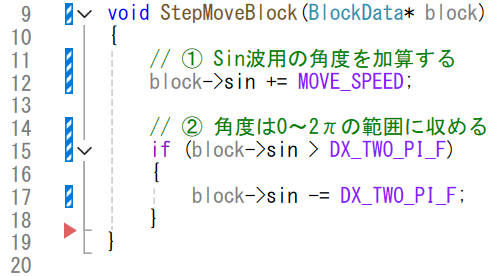 9 void StepMoveBlock(BlockData* block)
10 {
11 // ① Sin波用の角度を加算する
12 block->sin += MOVE_SPEED;
13
14 // ② 角度は0～2πの範囲に収める
15 if (block->sin > DX_TWO_PI_F)
16 {
17 block->sin -= DX_TWO_PI_F;
18 }
19 }
20